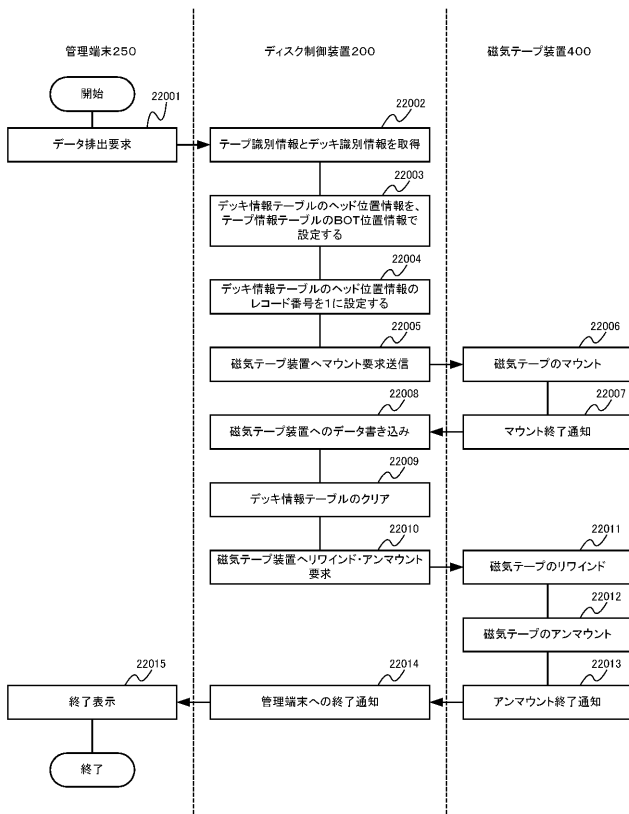 管理端末250
ディスク制御装置200
磁気テープ装置400
開始
22001
データ排出要求
22002
テープ識別情報とデッキ識別情報を取得
22003
デッキ情報テーブルのヘッド位置情報を、
テープ情報テーブルのBOT位置情報で
設定する
22004
デッキ情報テーブルのヘッド位置情報の
レコード番号を1に設定する
22005
磁気テープ装置へマウント要求送信
22006
磁気テープのマウント
22007
マウント終了通知
22008
磁気テープ装置へのデータ書き込み
22009
デッキ情報テーブルのクリア
22010
磁気テープ装置へリワインド・アンマウント
要求
22011
磁気テープのリワインド
22012
磁気テープのアンマウント
22013
アンマウント終了通知
22014
管理端末への終了通知
22015
終了表示
終了